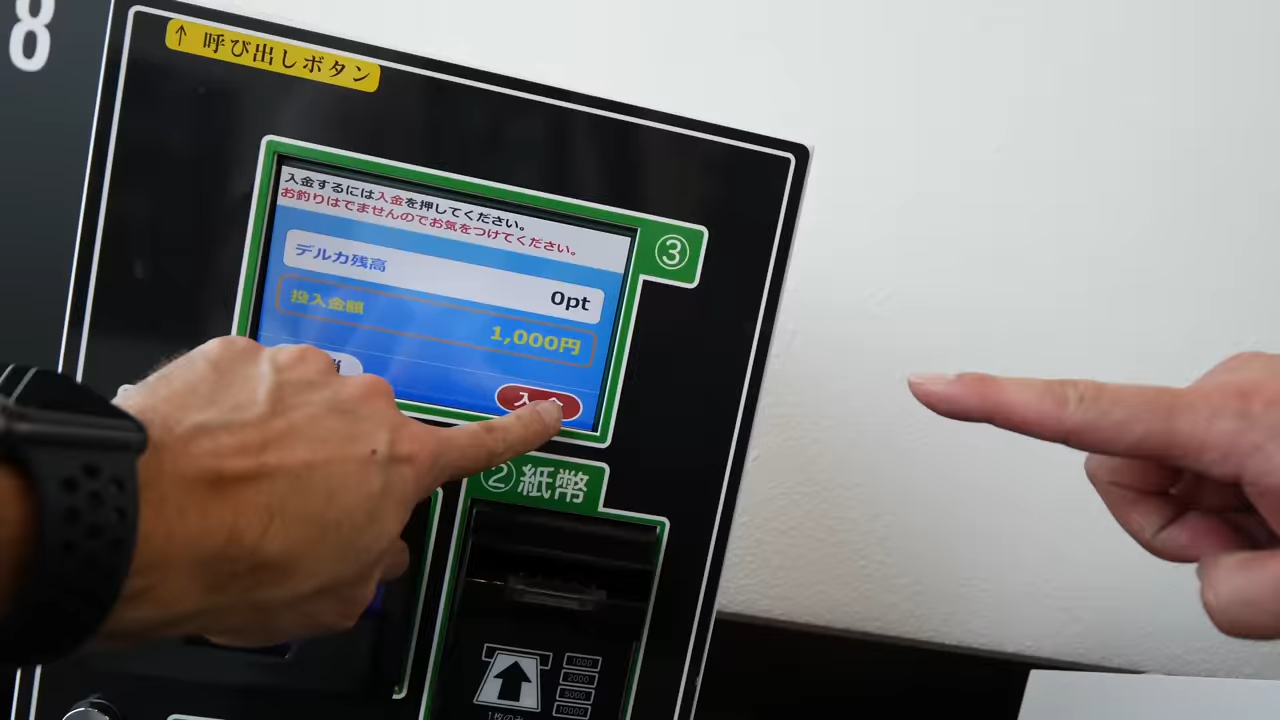 8
↑ 呼び出しボタン
入金するには入金を押してください。
お釣りはでませんのでお気をつけてください。
③
デルカ残高
0pt
投入金額
1,000円
入金
②紙幣
1000
2000
5000
10000